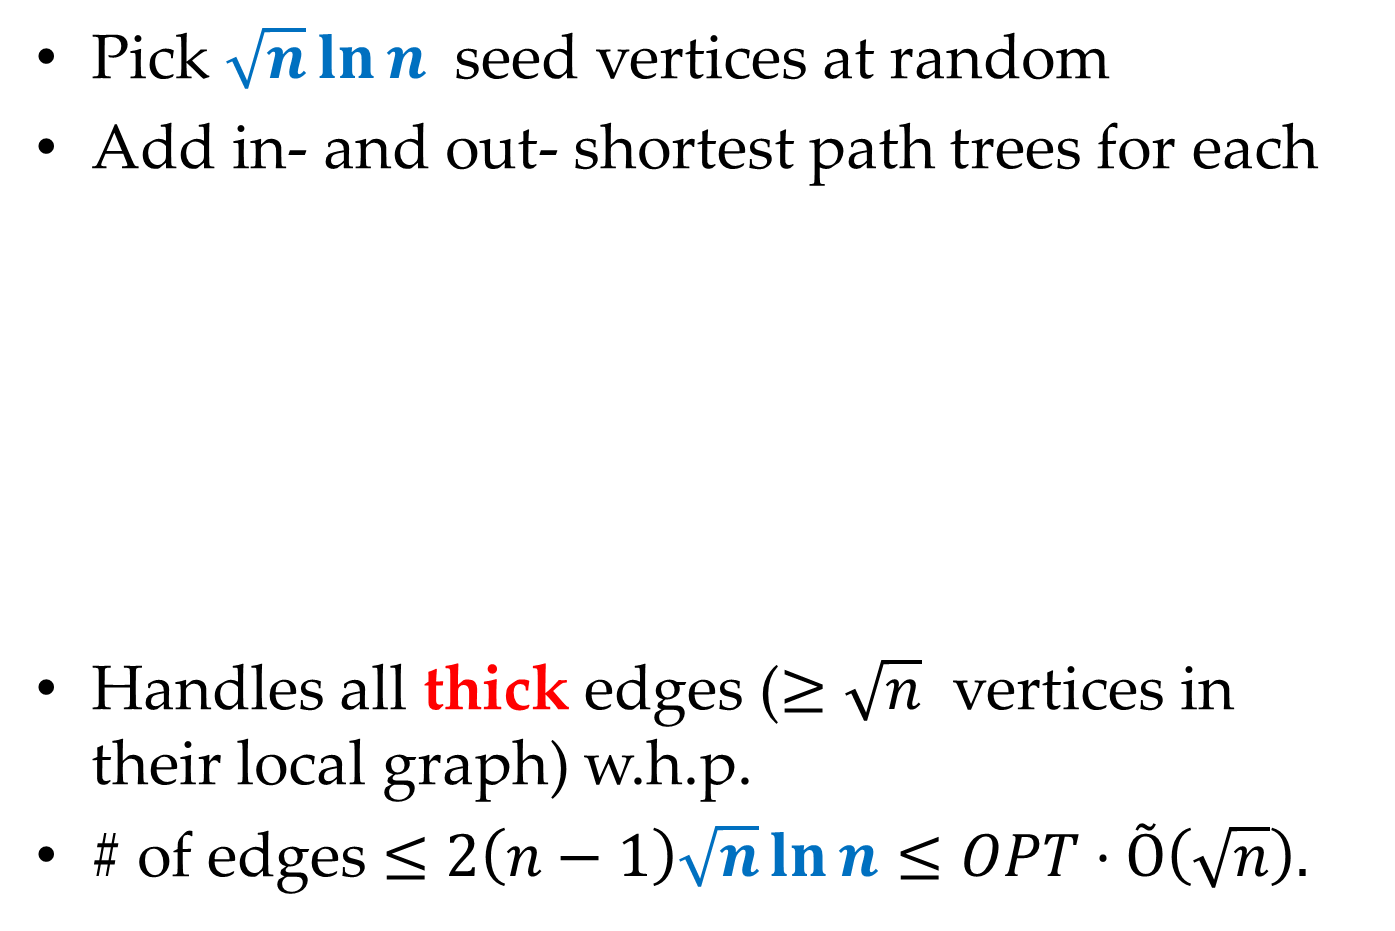 • Pick √n ln n seed vertices at random
• Add in- and out- shortest path trees for each
• Handles all thick edges (≥ √n vertices in
their local graph) w.h.p.
• # of edges ≤ 2(n − 1)√n ln n ≤ OPT · Õ(√n).